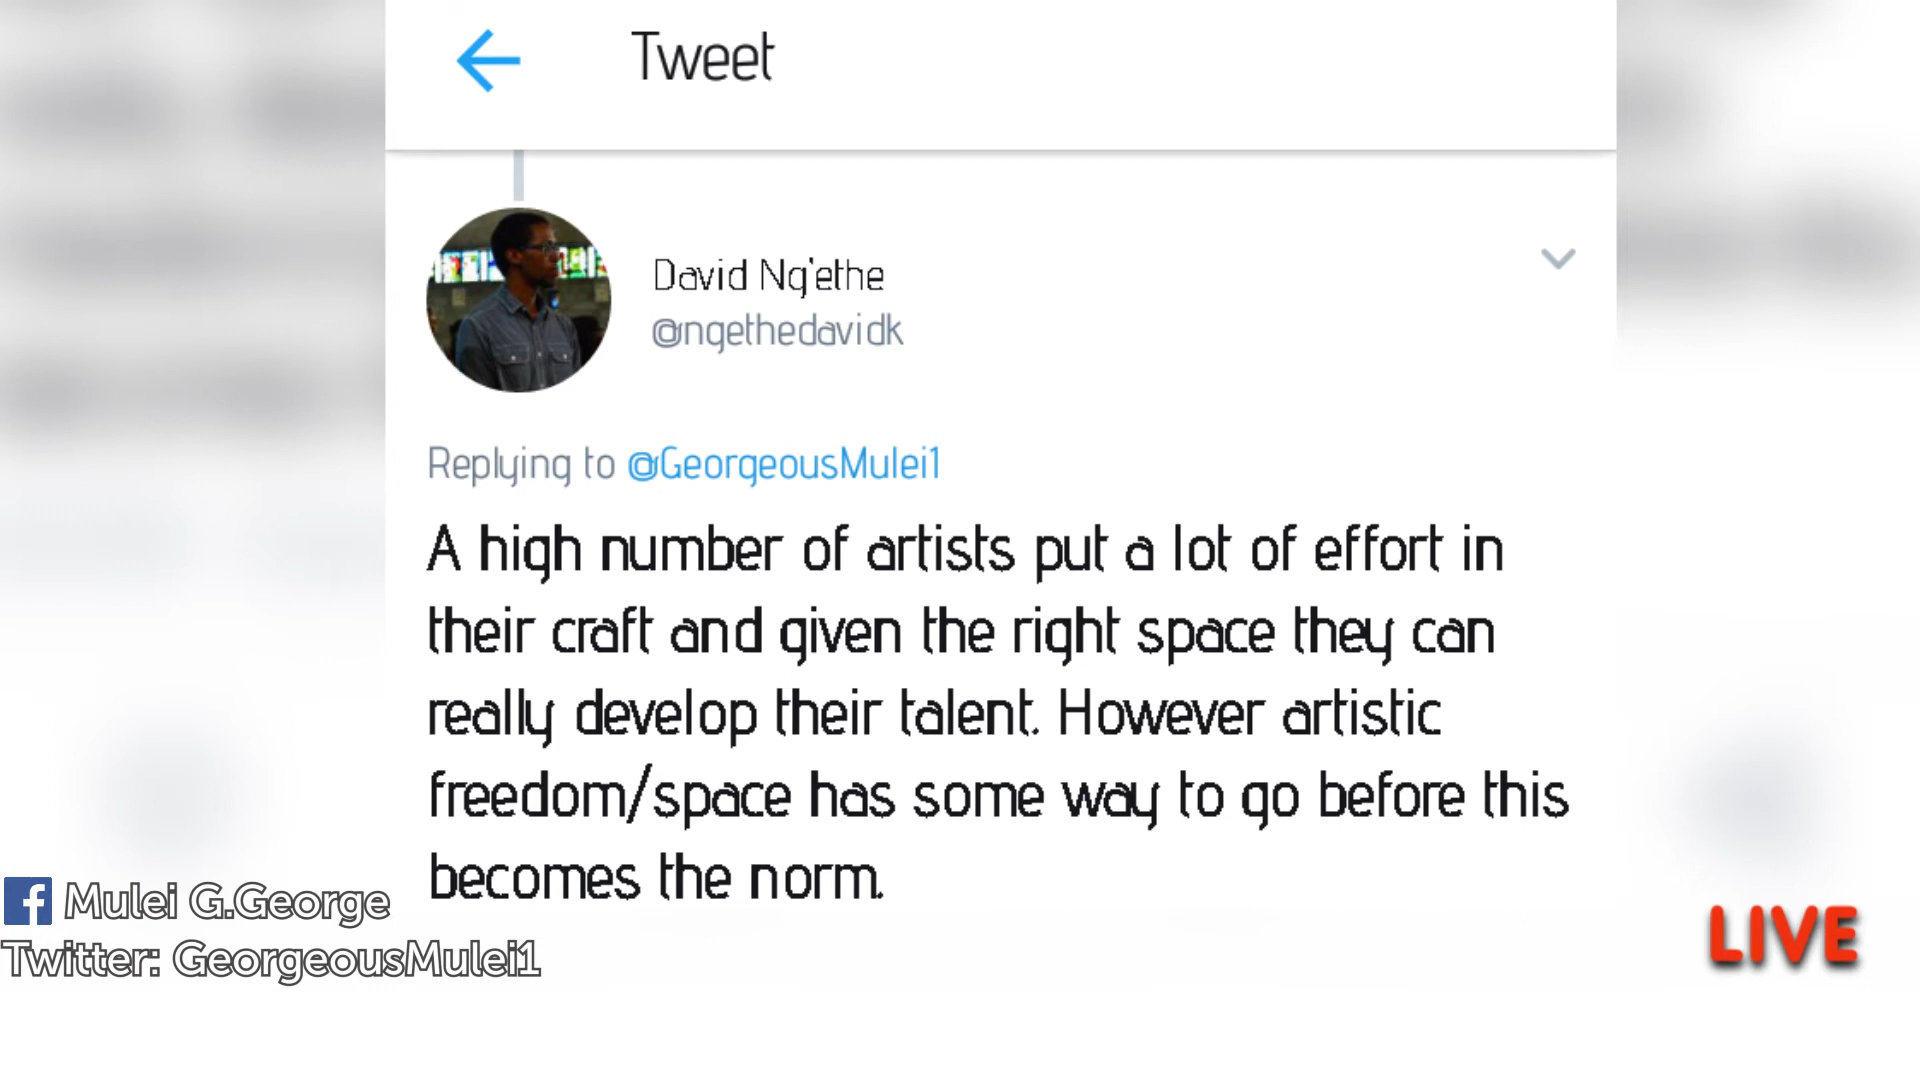 Tweet
David Ng'ethe
@ngethedavidk
Replying to @GeorgeousMulei1
A high number of artists put a lot of effort in
their craft and given the right space they can
really develop their talent. However artistic
freedom/space has some way to go before this
becomes the norm.
Mulei G.George
Twitter: GeorgeousMulei1
LIVE